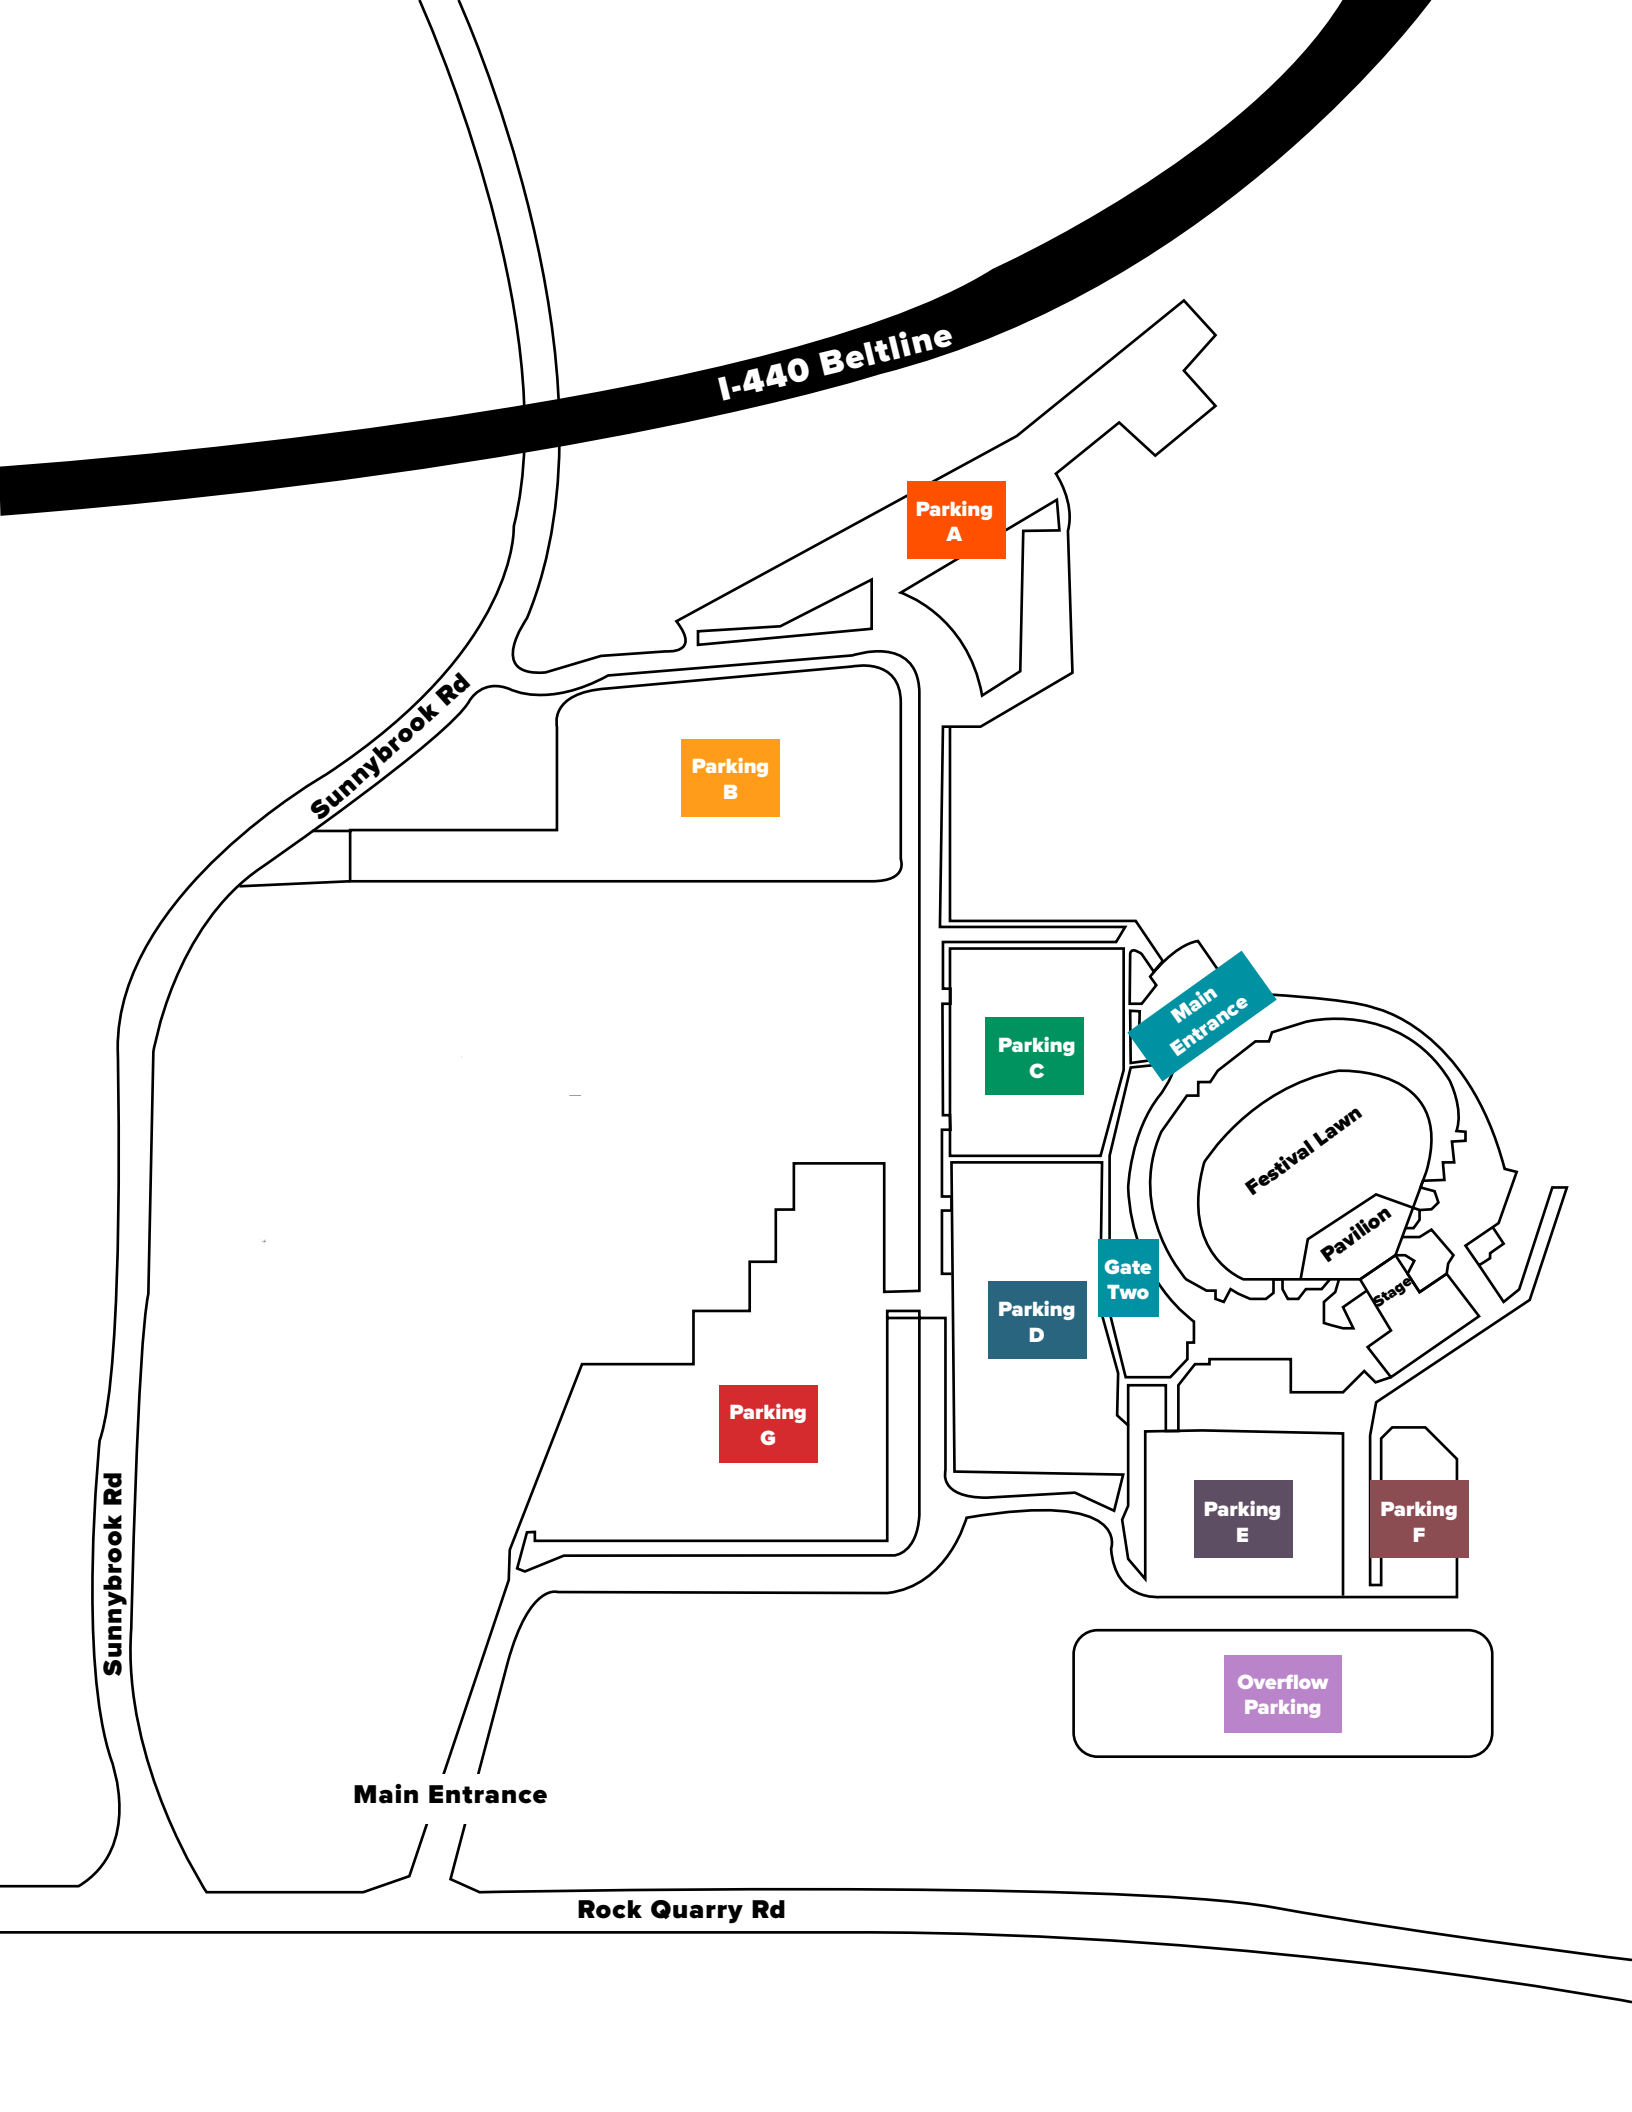 I-440 Beltline
Parking
A
Sunnybrook Rd
Parking
B
Main
Entrance
Parking
C
Festival Lawn
Pavilion
Gate
Two
Stage
Parking
D
Parking
G
Parking
E
Parking
F
Sunnybrook Rd
Overflow
Parking
Main Entrance
Rock Quarry Rd